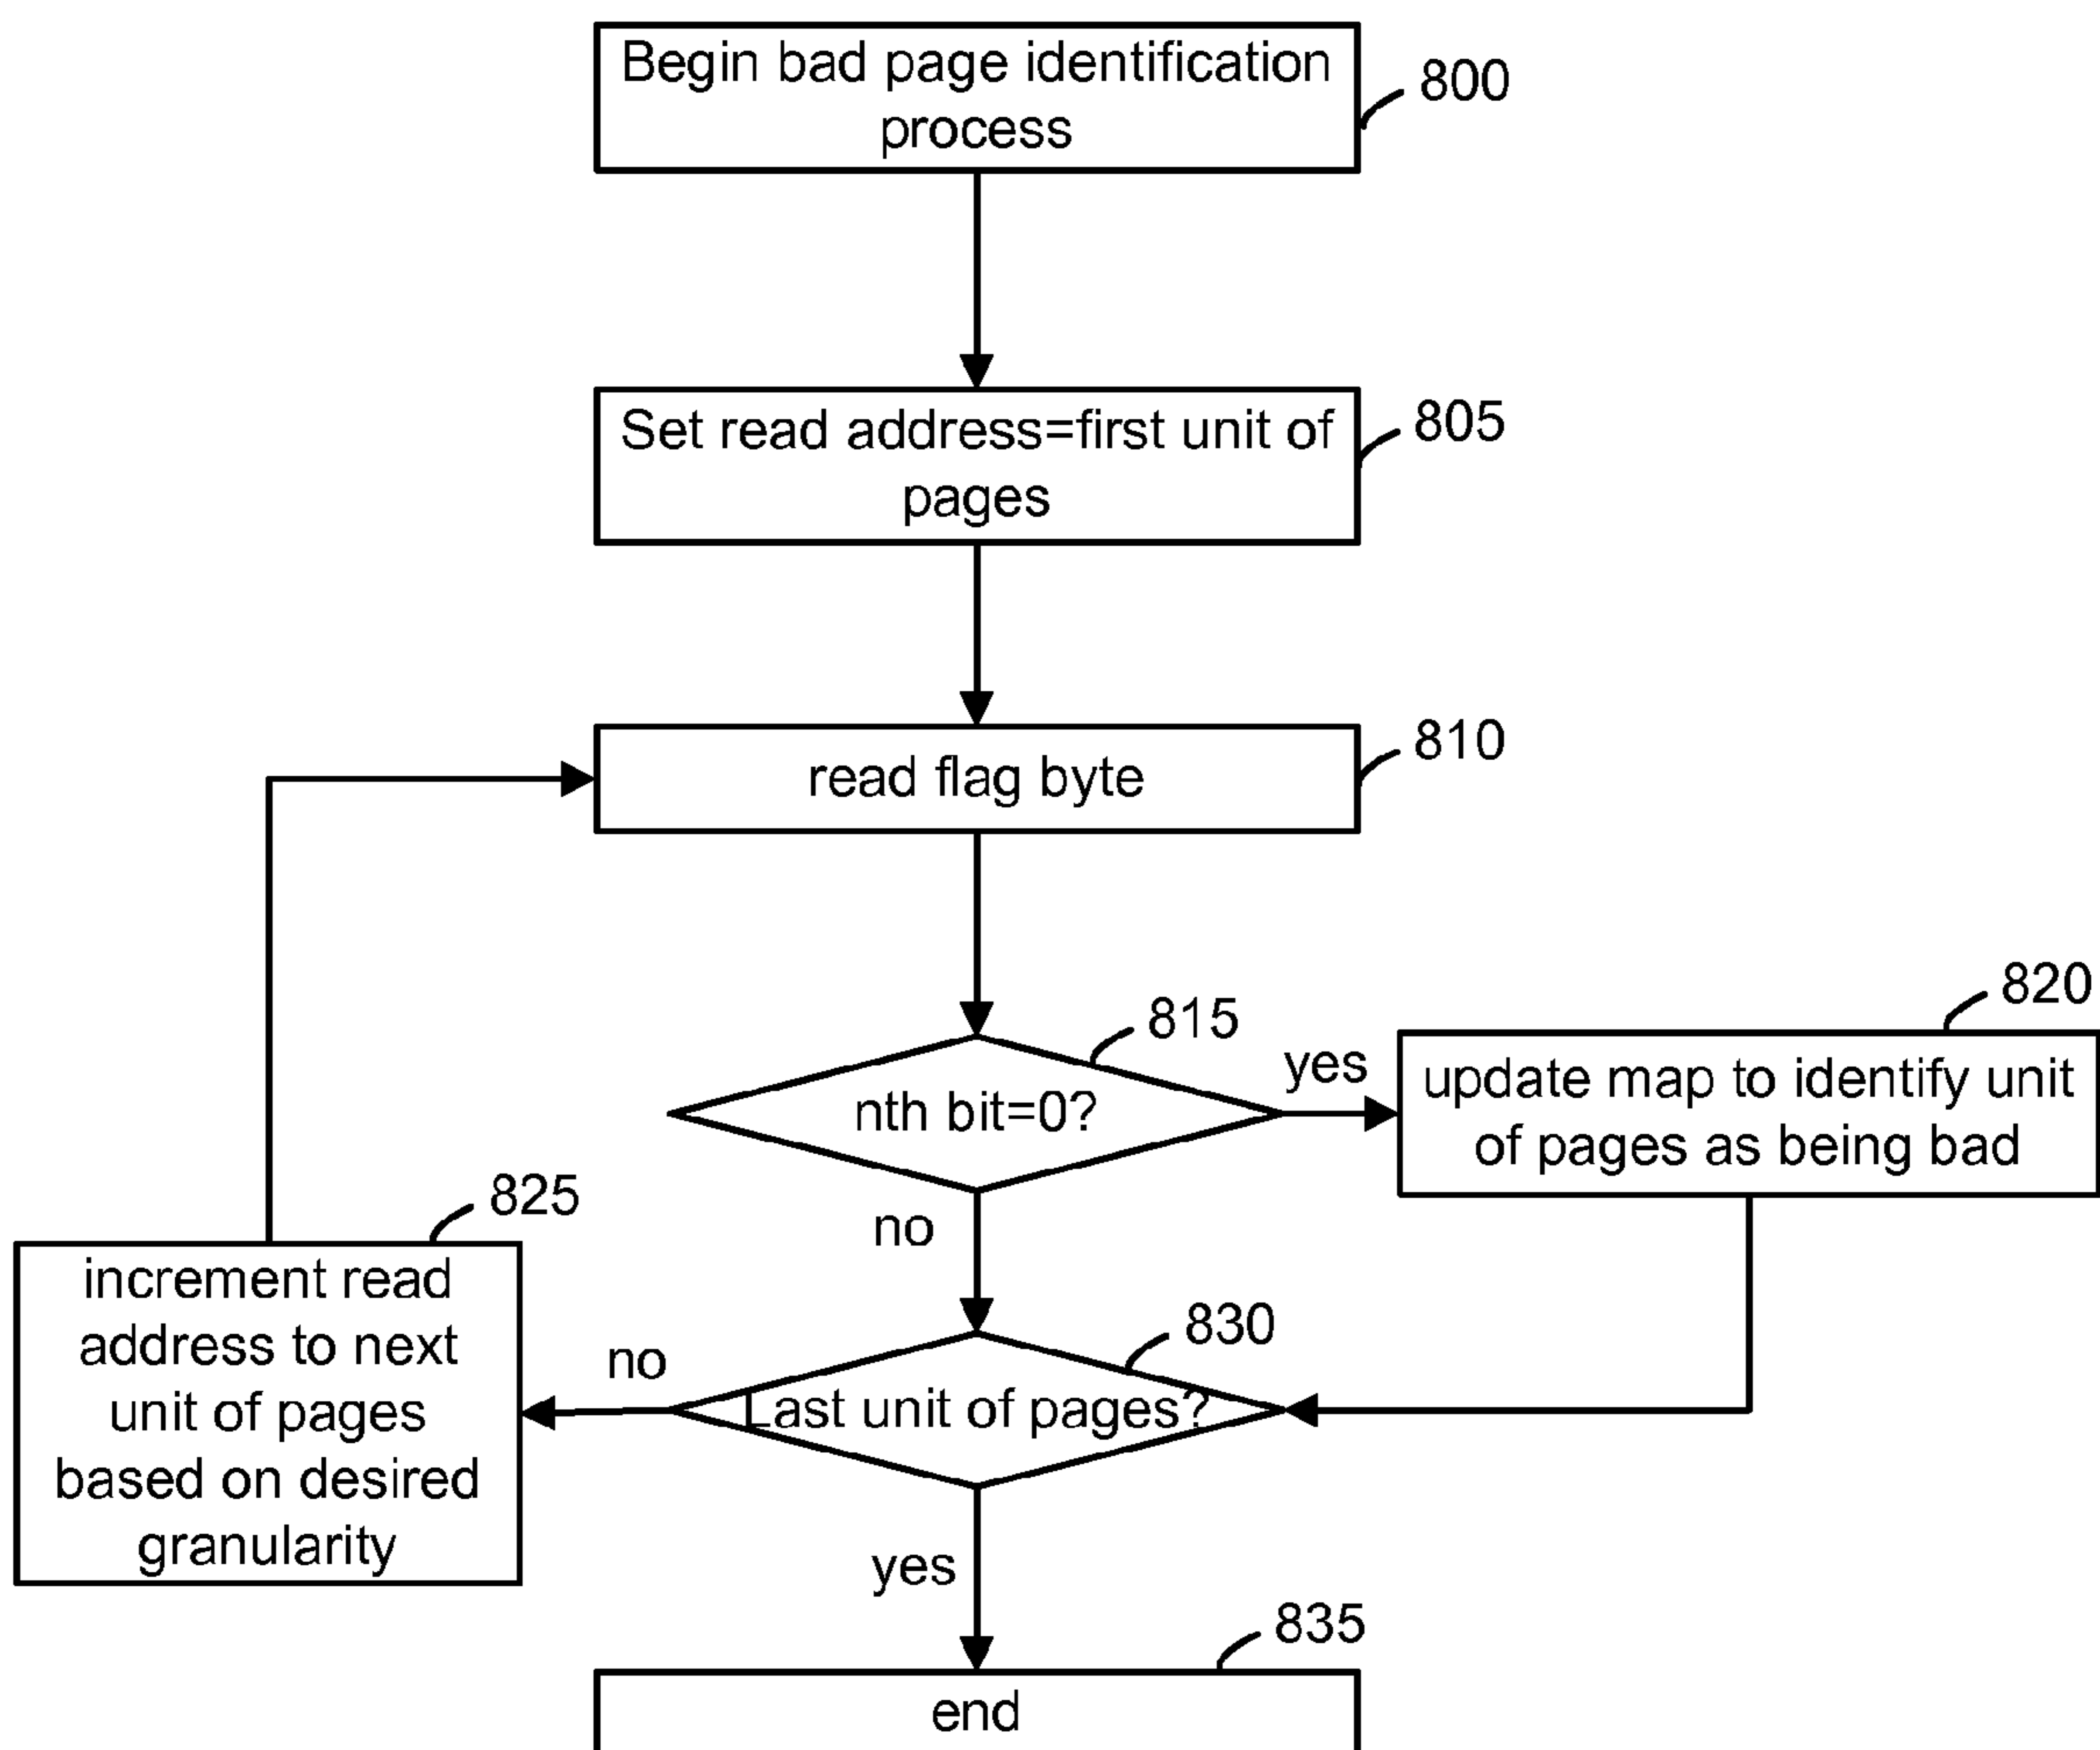 Begin bad page identification
process
800
Set read address=first unit of
pages
805
read flag byte
810
815
nth bit=0?
yes
820
update map to identify unit
of pages as being bad
no
825
increment read
address to next
unit of pages
based on desired
granularity
no
830
Last unit of pages?
yes
835
end